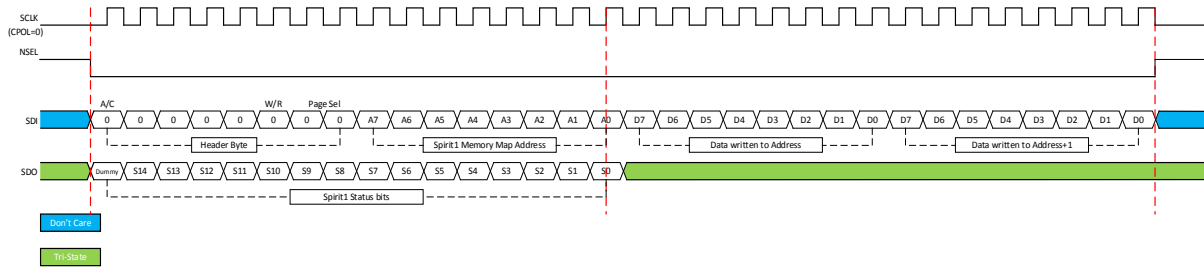 SCLK
(CPOL=0)
NSEL
A/C W/R Page Sel
SDI 0 0 0 0 0 0 0 0 A7 A6 A5 A4 A3 A2 A1 A0 D7 D6 D5 D4 D3 D2 D1 D0 D7 D6 D5 D4 D3 D2 D1 D0
Header Byte Spirit1 Memory Map Address Data written to Address Data written to Address+1
SDO Dummy S14 S13 S12 S11 S10 S9 S8 S7 S6 S5 S4 S3 S2 S1 S0
Spirit1 Status bits
Don't Care
Tri-State